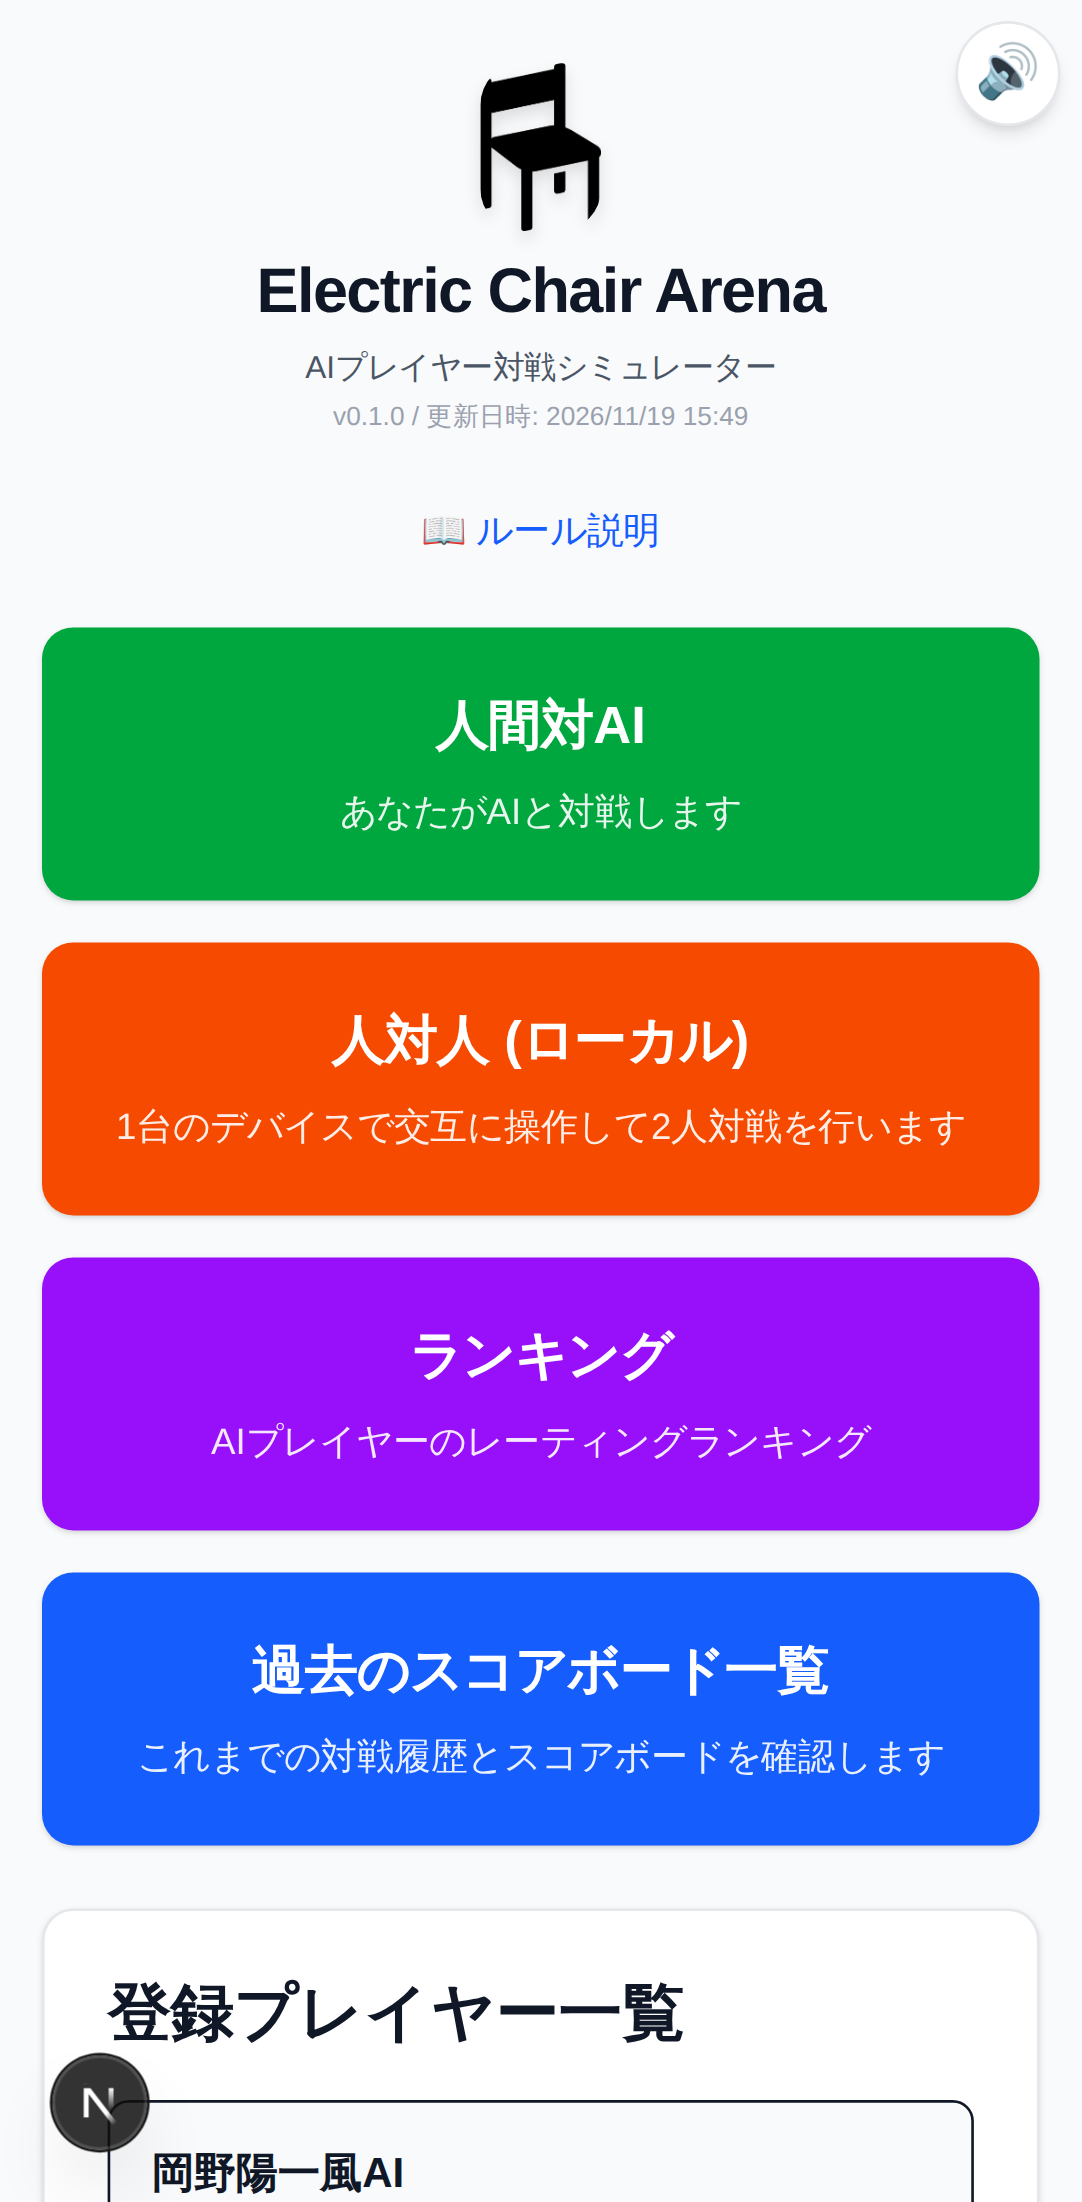 Electric Chair Arena
AIプレイヤー対戦シミュレーター
v0.1.0 / 更新日時: 2026/11/19 15:49
📖 ルール説明
人間対AI
あなたがAIと対戦します
人対人 (ローカル)
1台のデバイスで交互に操作して2人対戦を行います
ランキング
AIプレイヤーのレーティングランキング
過去のスコアボード一覧
これまでの対戦履歴とスコアボードを確認します
登録プレイヤー一覧
N
岡野陽一風AI